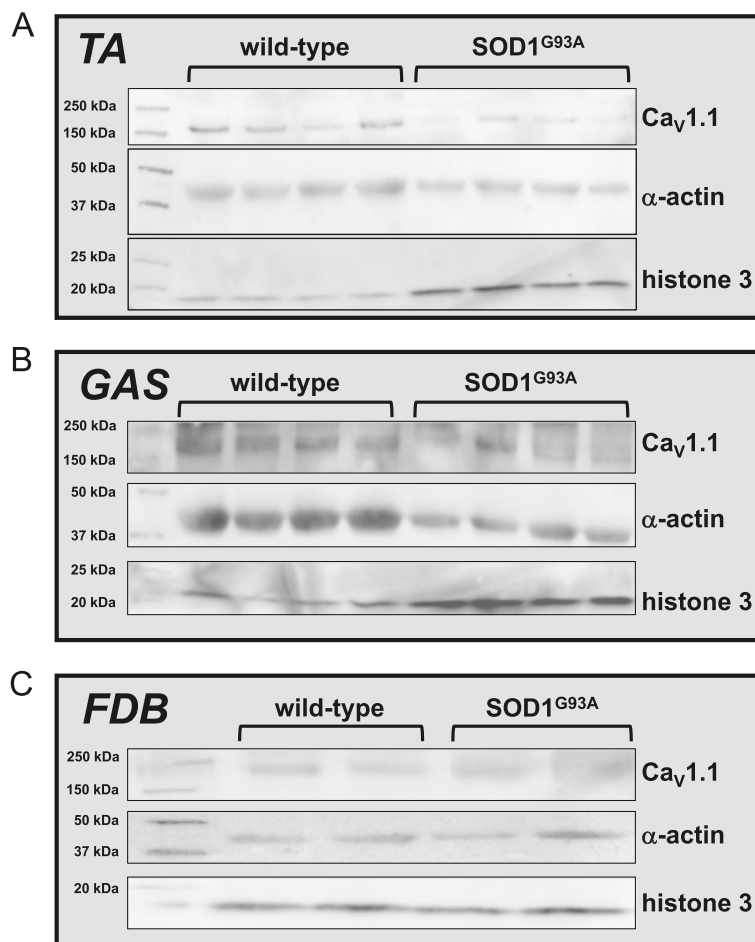 A
TA
wild-type SOD1G93A
250 kDa
150 kDa
CaV1.1
50 kDa
37 kDa
α-actin
25 kDa
20 kDa
histone 3
B
GAS
wild-type SOD1G93A
250 kDa
150 kDa
CaV1.1
50 kDa
37 kDa
α-actin
25 kDa
20 kDa
histone 3
C
FDB
wild-type SOD1G93A
250 kDa
150 kDa
CaV1.1
50 kDa
37 kDa
α-actin
20 kDa
histone 3